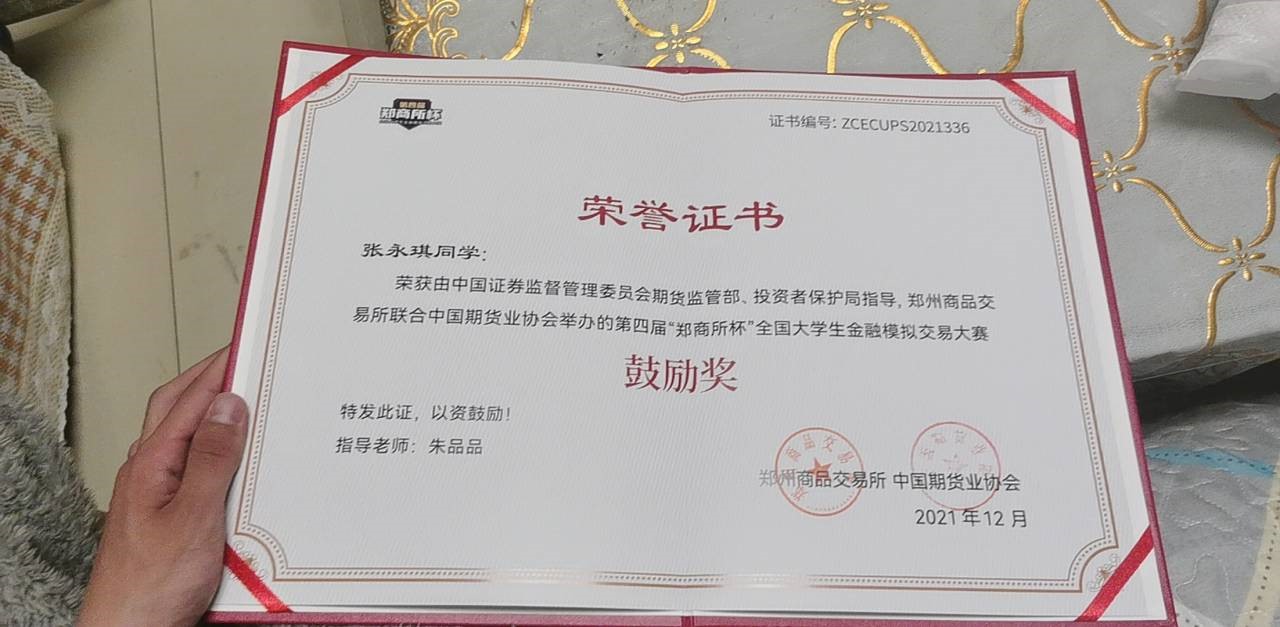 第四届
郑商所杯
证书编号: ZCECUPS2021336
荣誉证书
张永琪同学:
荣获由中国证券监督管理委员会期货监管部、投资者保护局指导, 郑州商品交
易所联合中国期货业协会举办的第四届“郑商所杯”全国大学生金融模拟交易大赛
鼓励奖
特发此证, 以资鼓励!
指导老师: 朱品品
郑州商品交易所 中国期货业协会
2021年12月